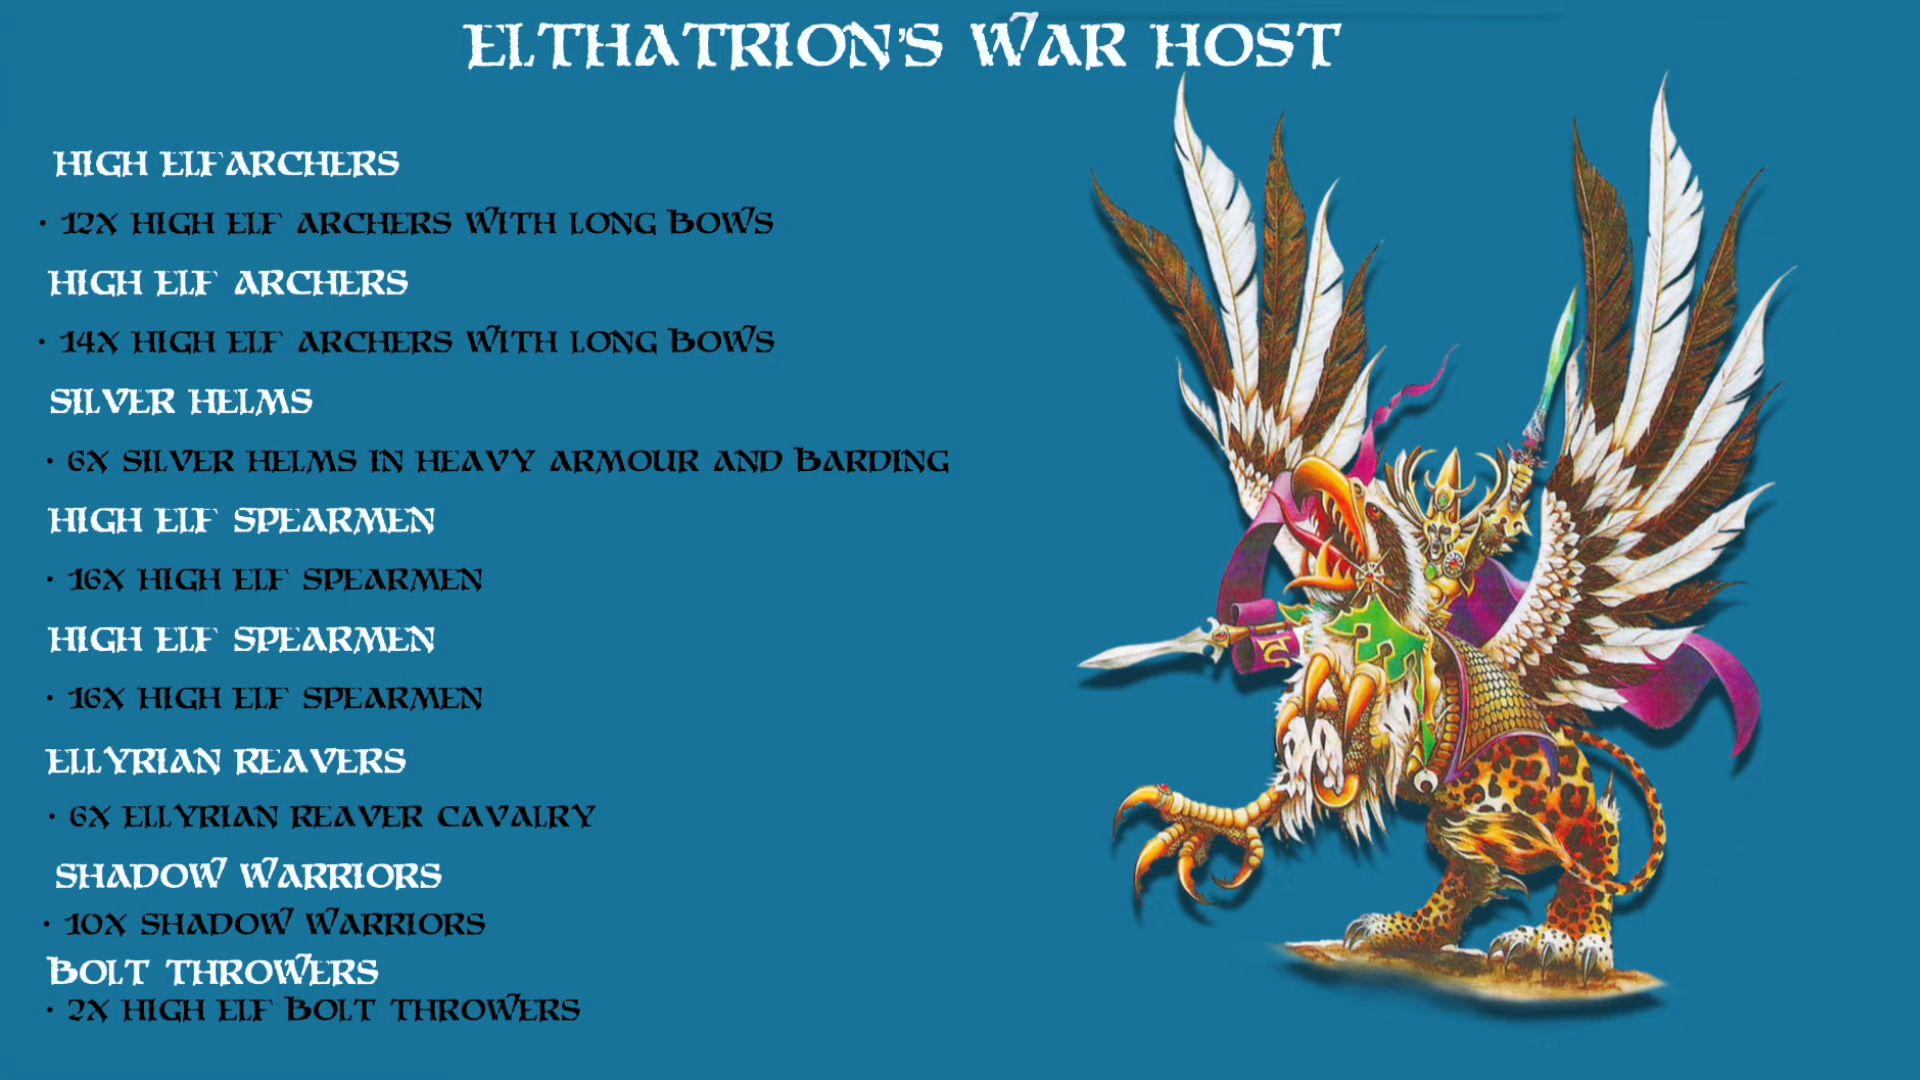 ELTHATRION'S WAR HOST
HIGH ELF ARCHERS
• 12X HIGH ELF ARCHERS WITH LONG BOWS
HIGH ELF ARCHERS
• 14X HIGH ELF ARCHERS WITH LONG BOWS
SILVER HELMS
• 6X SILVER HELMS IN HEAVY ARMOUR AND BARDING
HIGH ELF SPEARMEN
• 16X HIGH ELF SPEARMEN
HIGH ELF SPEARMEN
• 16X HIGH ELF SPEARMEN
ELLYRIAN REAVERS
• 6X ELLYRIAN REAVER CAVALRY
SHADOW WARRIORS
• 10X SHADOW WARRIORS
BOLT THROWERS
• 2X HIGH ELF BOLT THROWERS